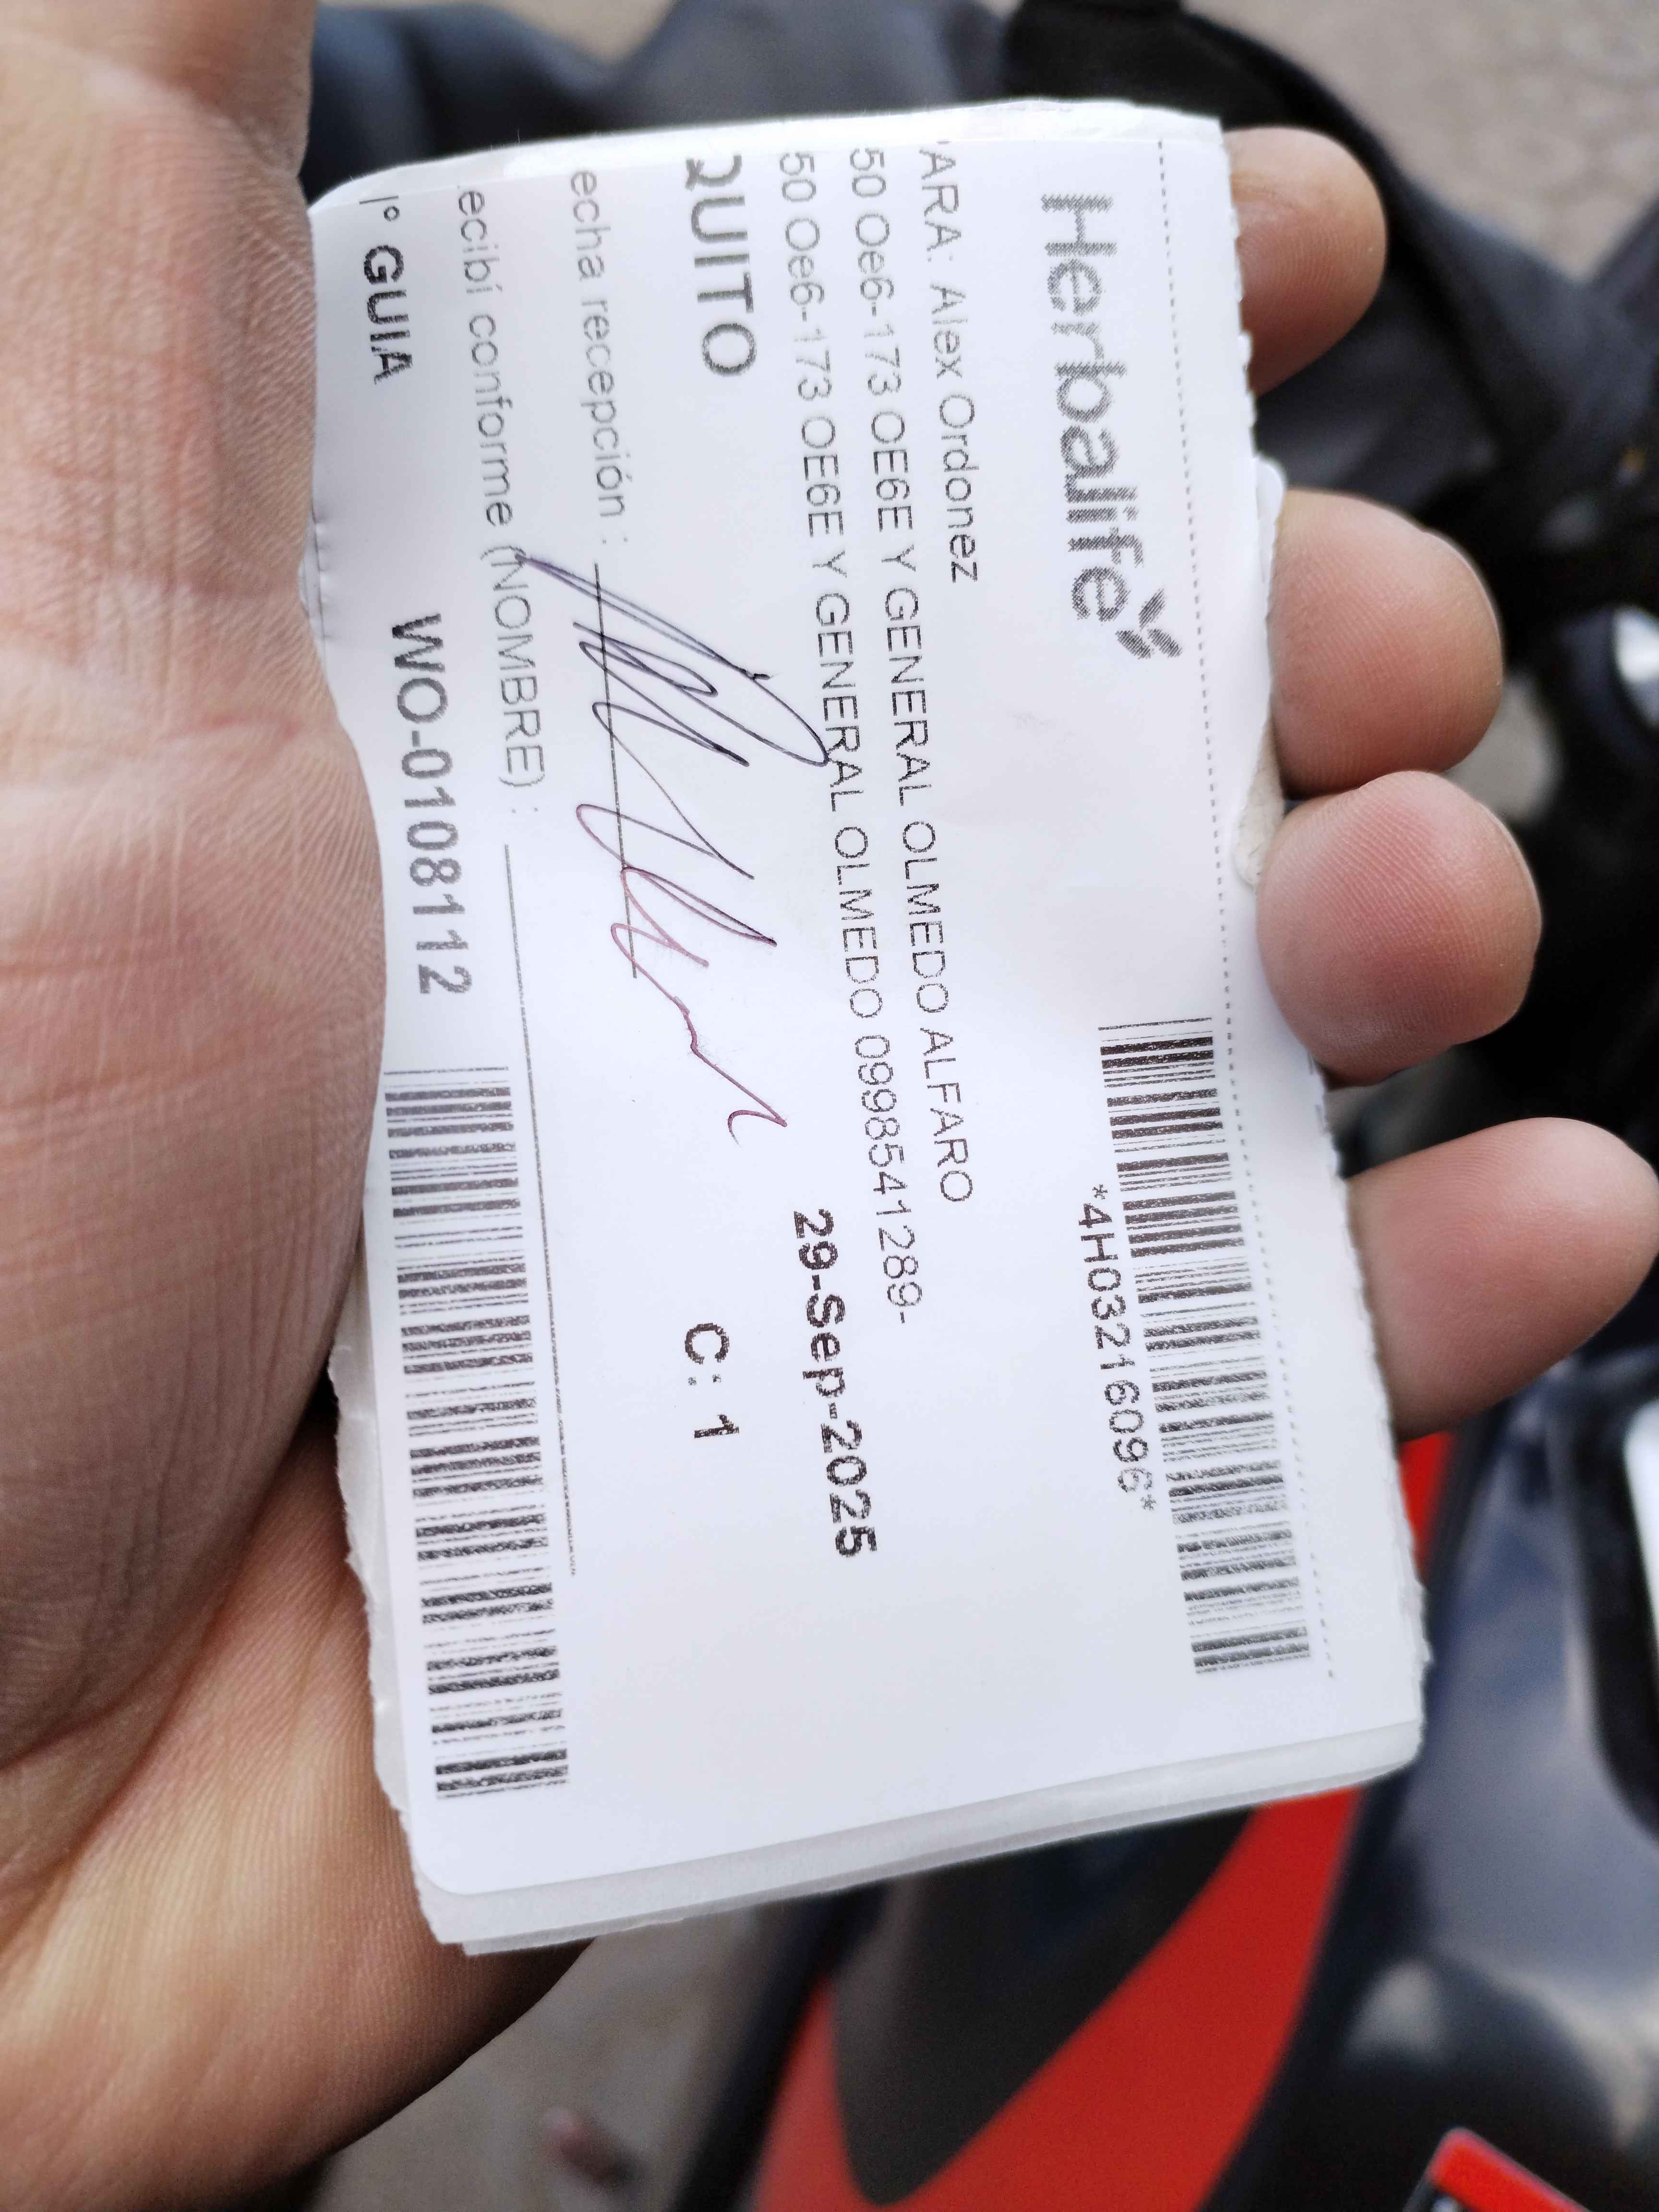 Herbalife
*4H03216096*
ARA: Alex Ordonez
50 Oe6-173 OE6E Y GENERAL OLMEDO ALFARO
50 Oe6-173 OE6E Y GENERAL OLMEDO 0998541289-
QUITO
29-Sep-2025
echa recepción :
C: 1
ecibí conforme (NOMBRE) :
° GUIA WO-0108112